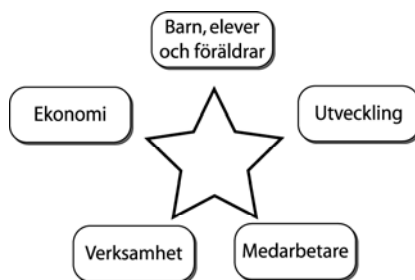 Barn, elever
och föräldrar
Ekonomi
Utveckling
Verksamhet
Medarbetare